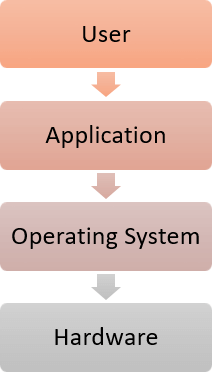 User
Application
Operating System
Hardware